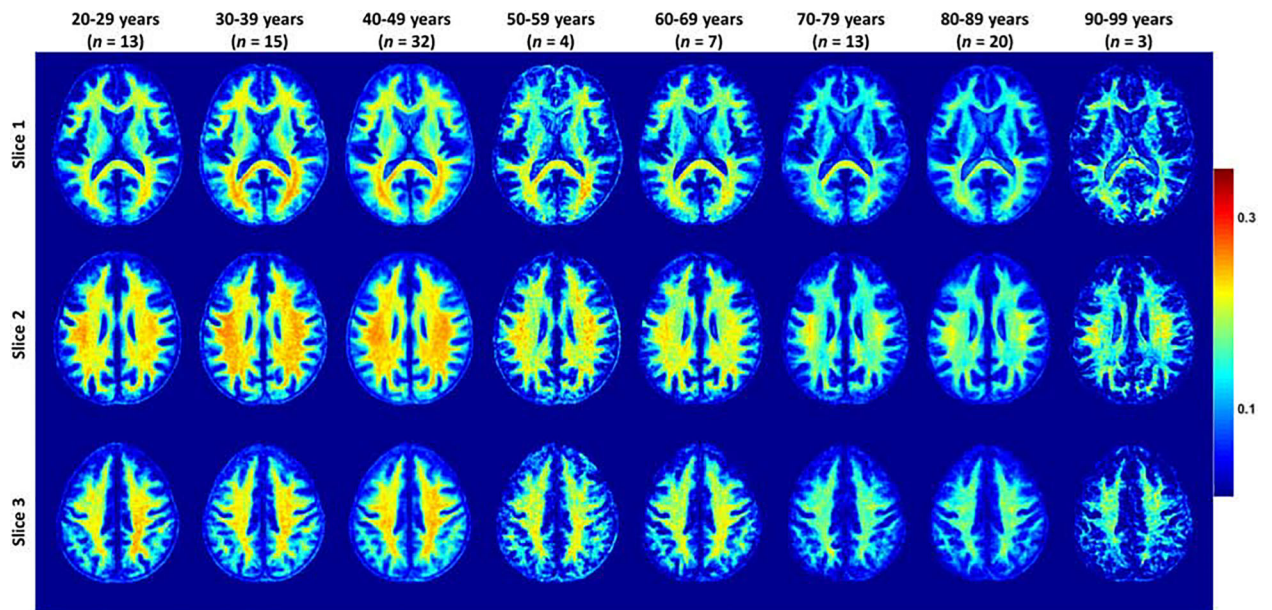 20-29 years 30-39 years 40-49 years 50-59 years 60-69 years 70-79 years 80-89 years 90-99 years
(n = 13) (n = 15) (n = 32) (n = 4) (n = 7) (n = 13) (n = 20) (n = 3)
Slice 1
0.3
Slice 2
0.1
Slice 3